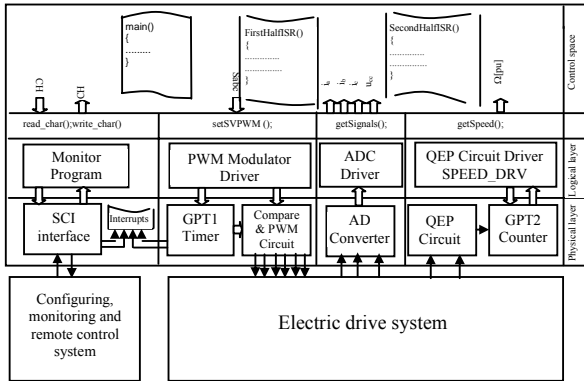 main()
{
.........
}
FirstHalfISR()
{
..............
..............
}
SecondHalfISR()
{
..............
..............
}
Control space
CH
CH
Ω[pu]
read_char();write_char()
setSVPWM ();
getSignals();
getSpeed();
Monitor
Program
PWM Modulator
Driver
ADC
Driver
QEP Circuit Driver
SPEED_DRV
Logical layer
SCI
interface
Interrupts
GPT1
Timer
Compare
& PWM
Circuit
AD
Converter
QEP
Circuit
GPT2
Counter
Physical layer
Configuring,
monitoring and
remote control
system
Electric drive system